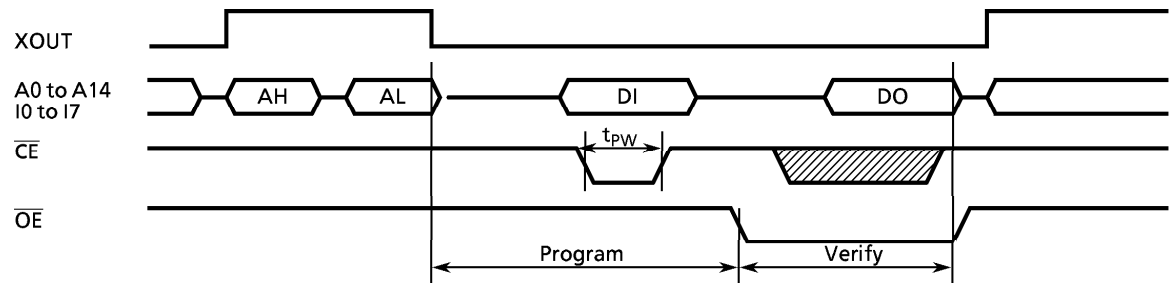 XOUT
A0 to A14
I0 to I7
AH
AL
DI
DO
tPW
CE
OE
Program
Verify